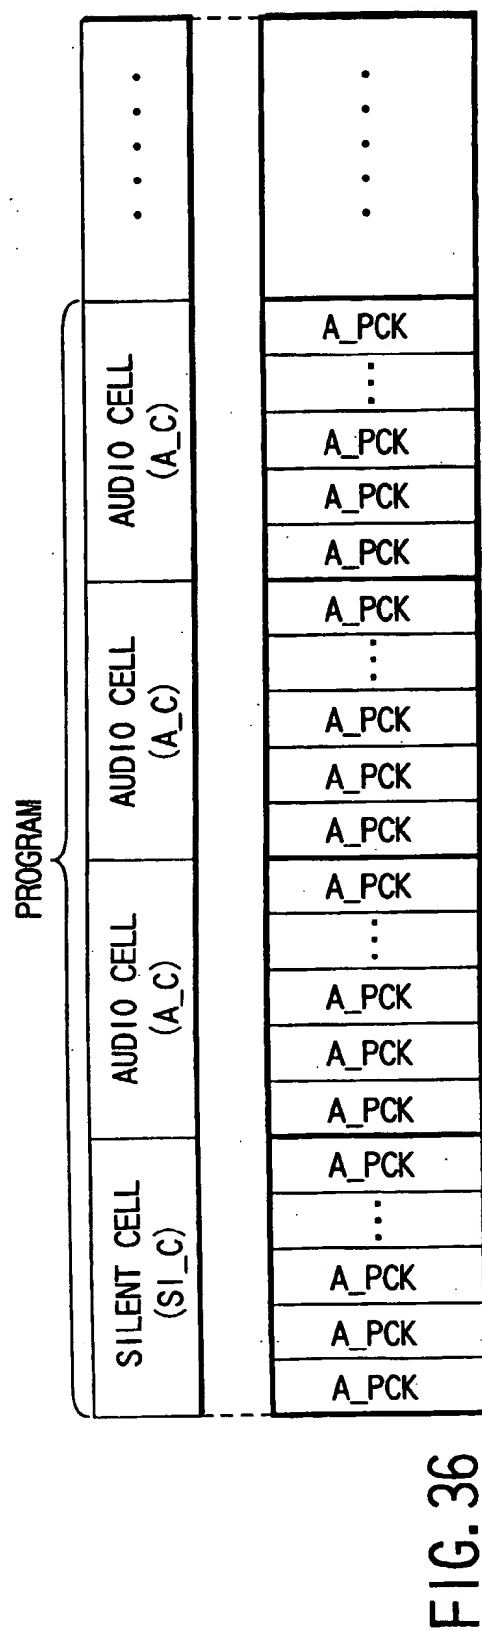 PROGRAM
SILENT CELL
(SI_C)
AUDIO CELL
(A_C)
AUDIO CELL
(A_C)
AUDIO CELL
(A_C)
• • • • •
A_PCK
A_PCK
A_PCK
...
A_PCK
A_PCK
A_PCK
A_PCK
...
A_PCK
A_PCK
A_PCK
A_PCK
...
A_PCK
A_PCK
A_PCK
A_PCK
...
A_PCK
• • • • •
FIG. 36